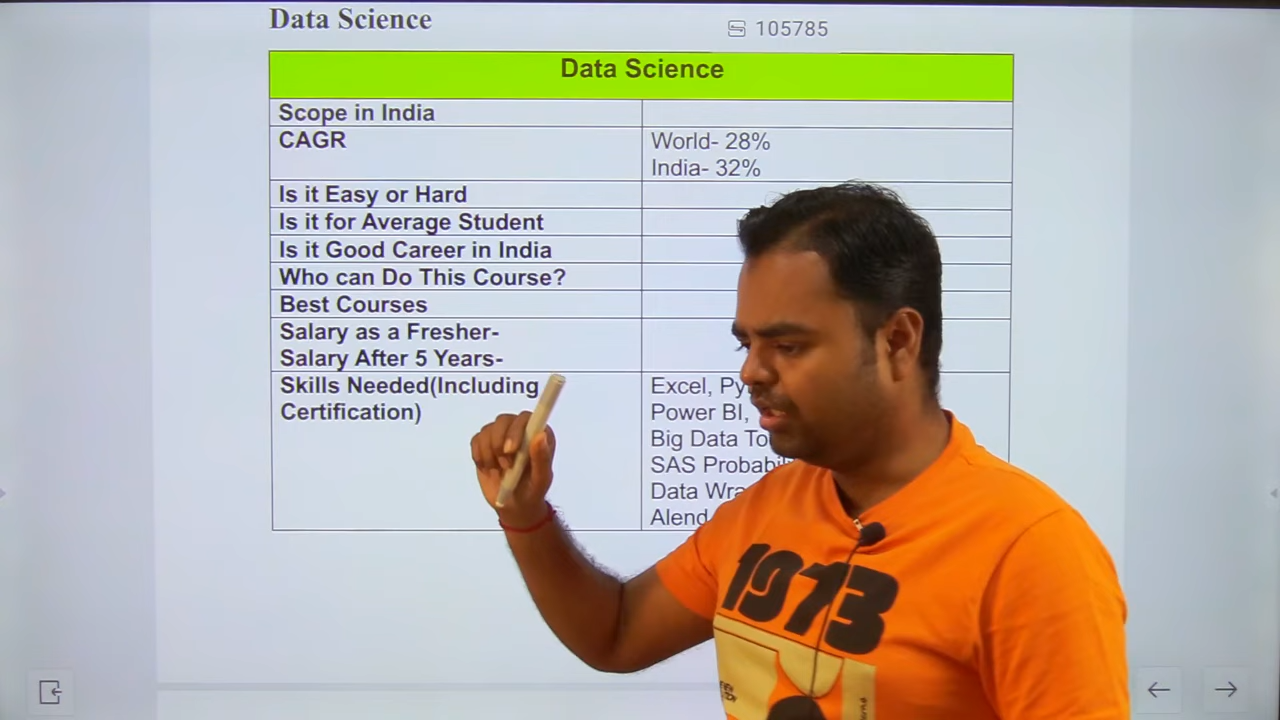 Data Science
105785
Data Science
Scope in India
CAGR
World- 28%
India- 32%
Is it Easy or Hard
Is it for Average Student
Is it Good Career in India
Who can Do This Course?
Best Courses
Salary as a Fresher-
Salary After 5 Years-
Skills Needed(Including
Certification)
Excel,
Power BI,
Big Data
SAS
Data
1973